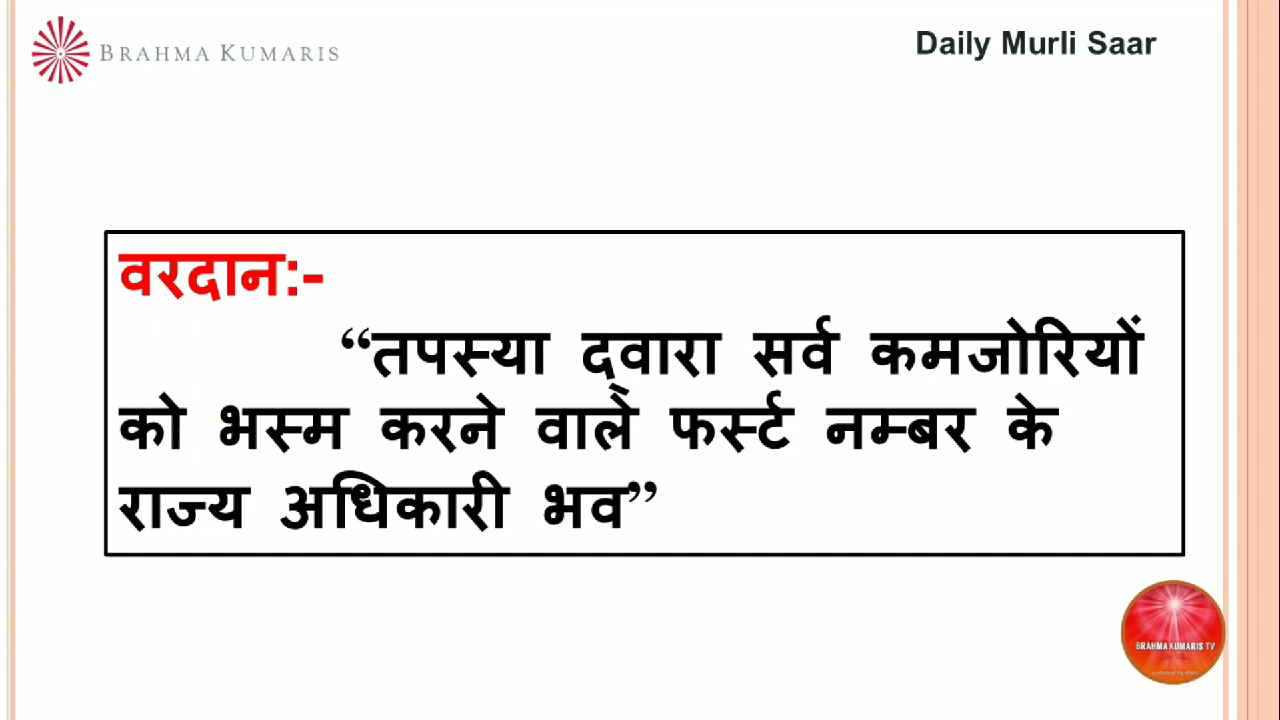 BRAHMA KUMARIS
Daily Murli Saar
वरदान:-
“तपस्या द्वारा सर्व कमजोरियों
को भस्म करने वाले फर्स्ट नम्बर के
राज्य अधिकारी भव”
BRAHMA KUMARIS TV